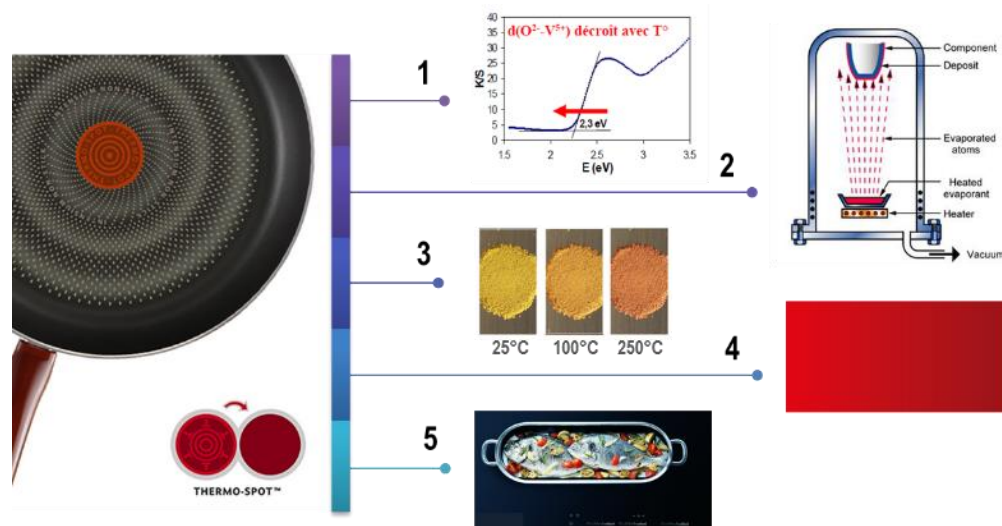 1
d(O²⁻-V⁵⁺) décroît avec T°
K/S
40
35
30
25
20
15
10
5
0
2,3 eV
1.5
2
2.5
3
3.5
E (eV)
2
Component
Deposit
Evaporated
atoms
Heated
evaporant
Heater
Vacuum
3
25°C
100°C
250°C
4
5
THERMO-SPOT™